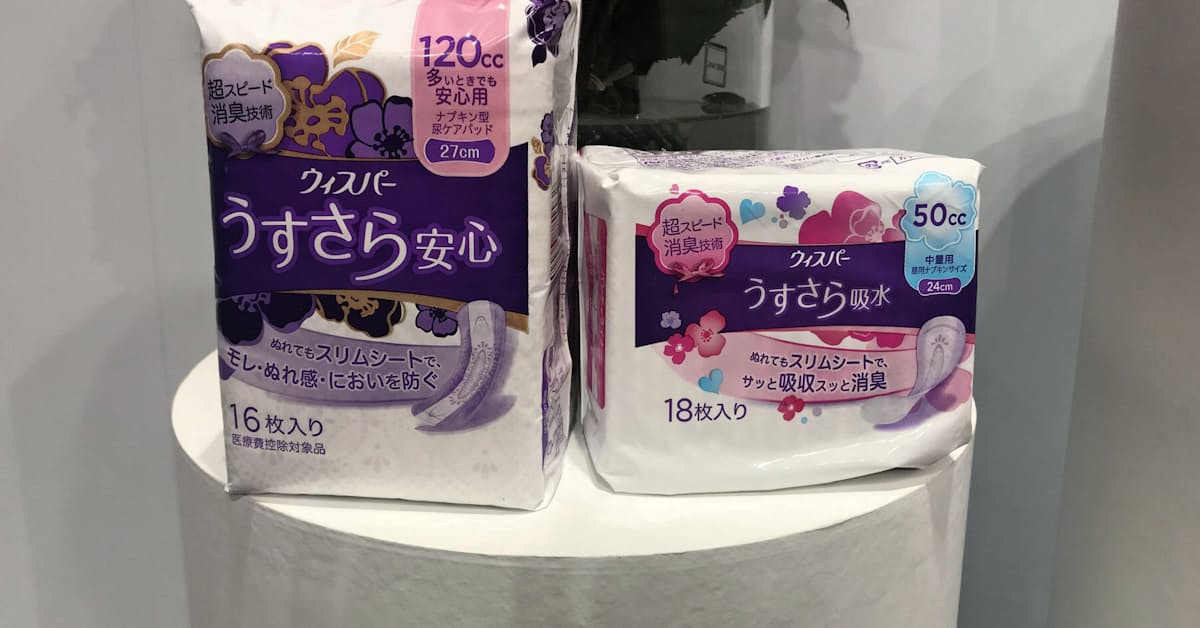 120cc
多いときでも
安心用
ナプキン型
尿ケアパッド
27cm
超スピード
消臭技術
ウィスパー
うすさら安心
ぬれてもスリムシートで、
モレ・ぬれ感・においを防ぐ
16枚入り
医療費控除対象品
50cc
中量用
昼用ナプキンサイズ
24cm
超スピード
消臭技術
ウィスパー
うすさら吸水
ぬれてもスリムシートで、
サッと吸収スッと消臭
18枚入り